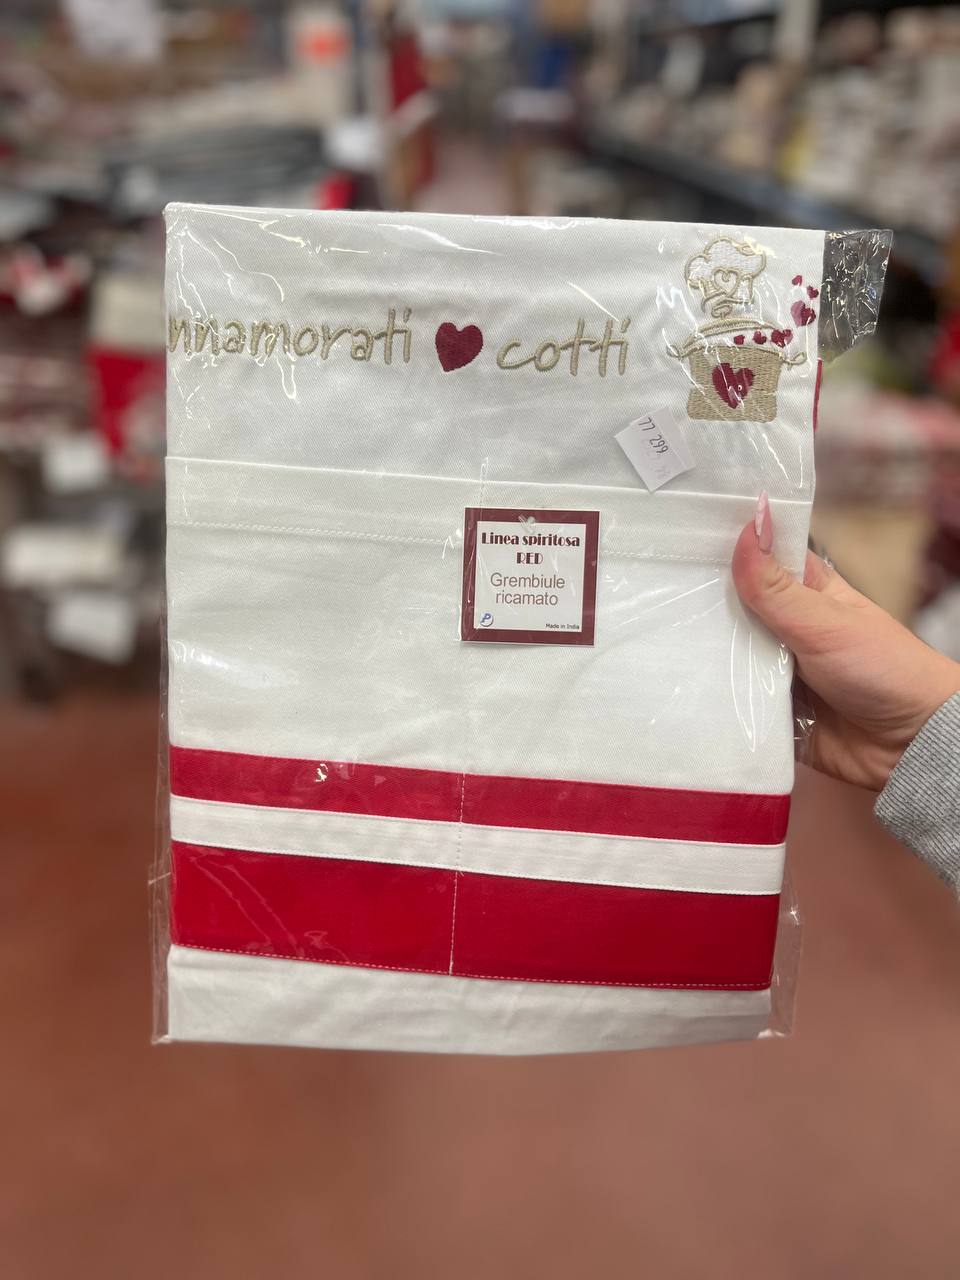 nnamorati cotti
77 299
Linea spiritosa
RED
Grembiule
ricamato
P
Made in India